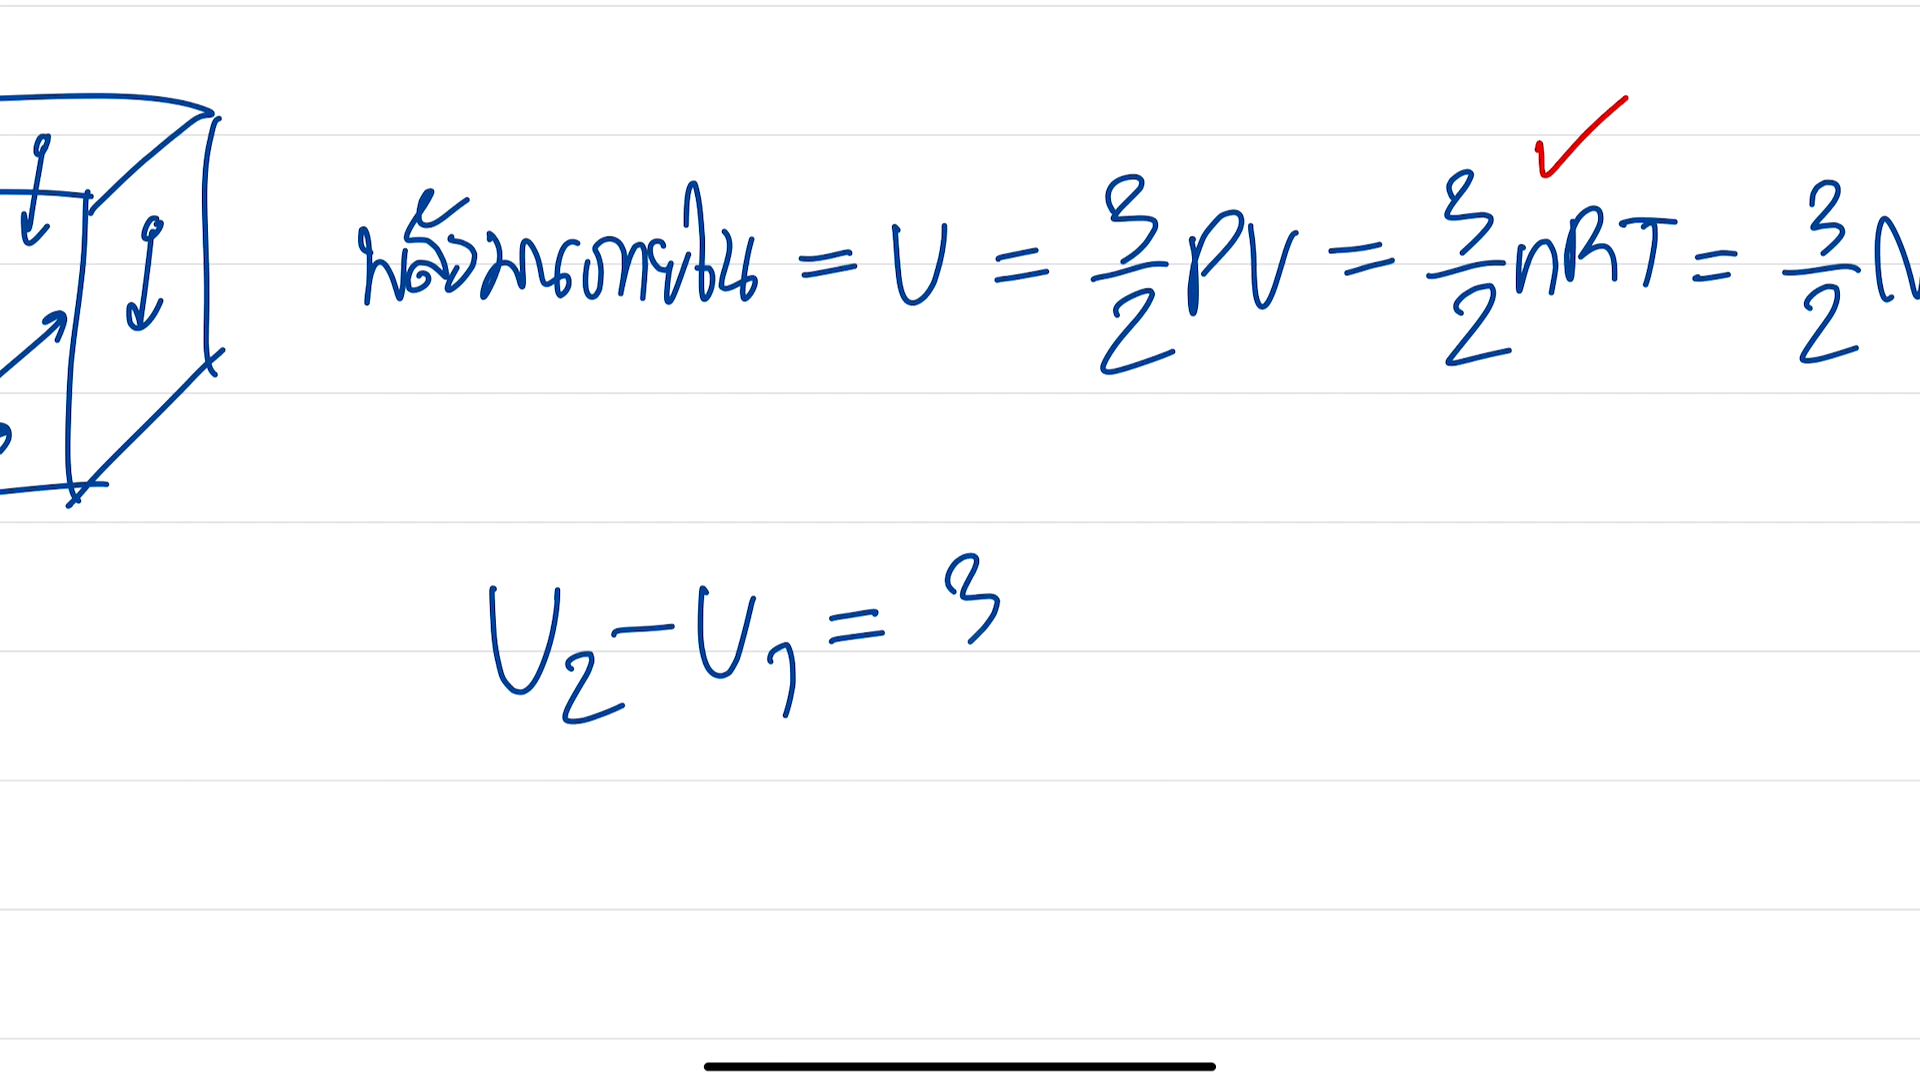 พลังงานภายใน = U = 3/2 PV = 3/2 nRT = 3/2 N
U₂ - U₁ = 3